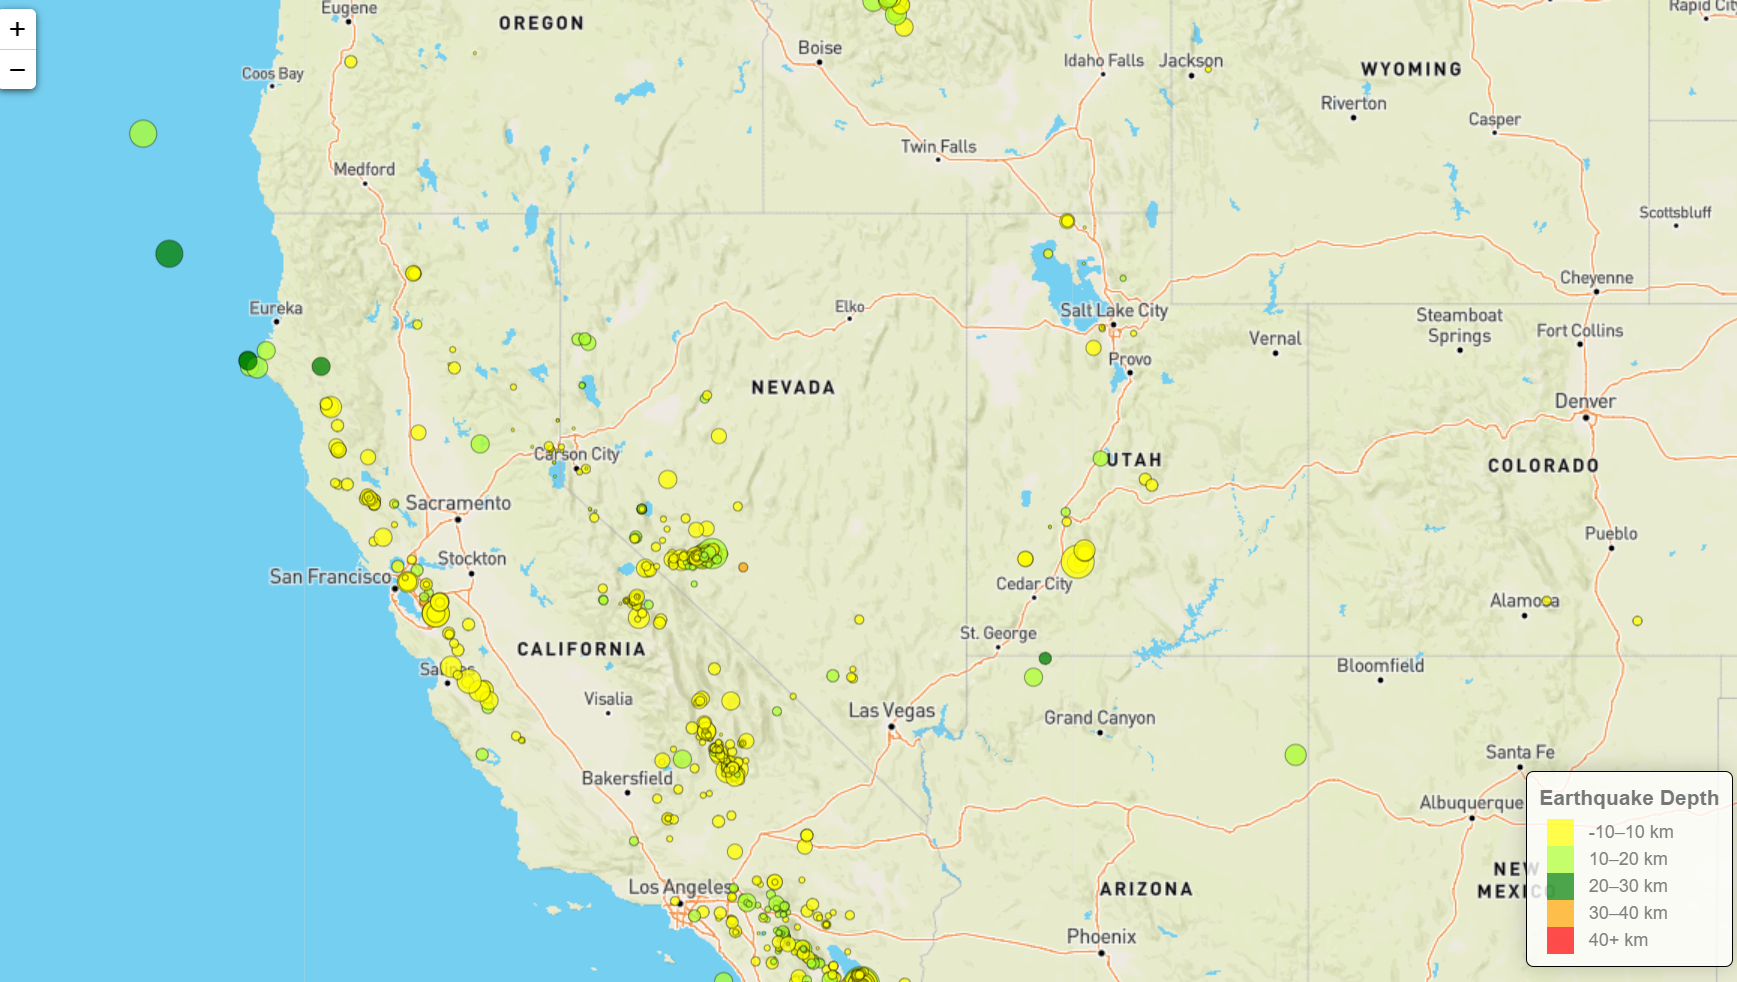 +
−
Eugene
OREGON
Boise
Idaho Falls
Jackson
WYOMING
Coos Bay
Riverton
Casper
Twin Falls
Medford
Scottsbluff
Cheyenne
Eureka
Elko
Salt Lake City
Steamboat
Springs
Fort Collins
Vernal
Provo
NEVADA
Denver
Carson City
UTAH
COLORADO
Sacramento
Stockton
Pueblo
San Francisco
Cedar City
Alamosa
St. George
CALIFORNIA
Bloomfield
Salinas
Visalia
Las Vegas
Grand Canyon
Santa Fe
Bakersfield
Albuquerque
Los Angeles
ARIZONA
NEW
MEXICO
Phoenix
Earthquake Depth
-10–10 km
10–20 km
20–30 km
30–40 km
40+ km